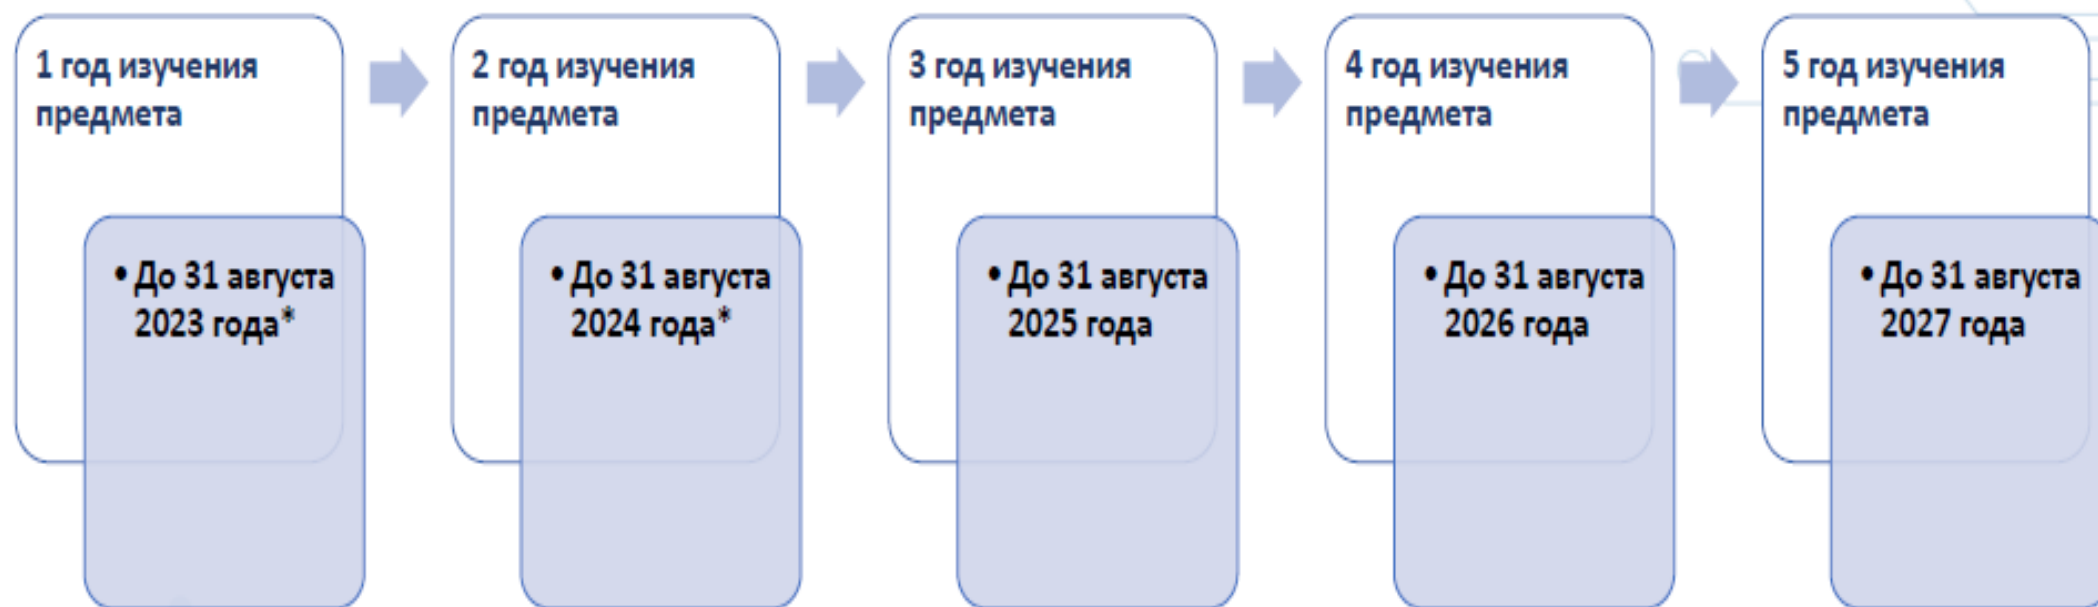 1 год изучения
предмета
• До 31 августа
2023 года*
2 год изучения
предмета
• До 31 августа
2024 года*
3 год изучения
предмета
• До 31 августа
2025 года
4 год изучения
предмета
• До 31 августа
2026 года
5 год изучения
предмета
• До 31 августа
2027 года